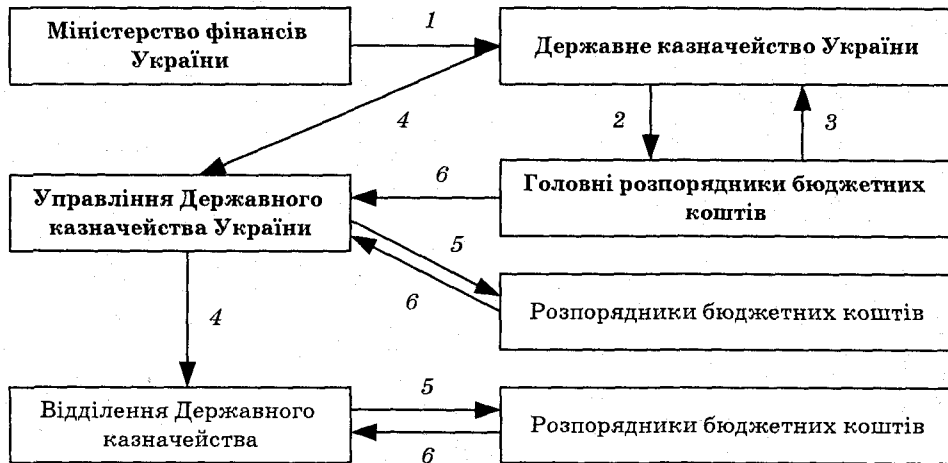 Міністерство фінансів
України
1
Державне казначейство України
4
2
3
Управління Державного
казначейства України
6
Головні розпорядники бюджетних
коштів
5
6
Розпорядники бюджетних коштів
4
Відділення Державного
казначейства
5
6
Розпорядники бюджетних коштів